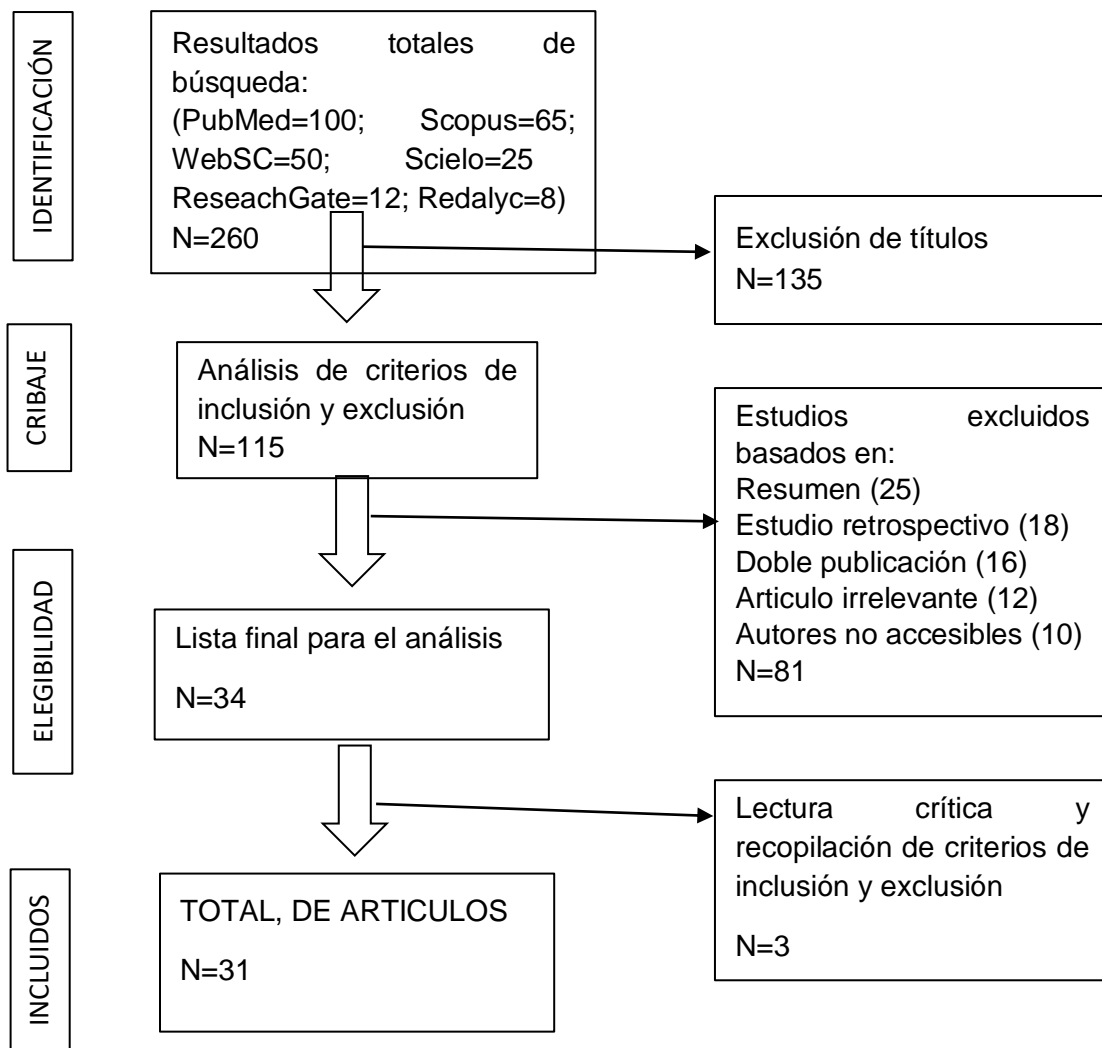 IDENTIFICACIÓN
Resultados totales de
búsqueda:
(PubMed=100; Scopus=65;
WebSC=50; Scielo=25
ReseachGate=12; Redalyc=8)
N=260
Exclusión de títulos
N=135
CRIBAJE
Análisis de criterios de
inclusión y exclusión
N=115
Estudios excluidos
basados en:
Resumen (25)
Estudio retrospectivo (18)
Doble publicación (16)
Articulo irrelevante (12)
Autores no accesibles (10)
N=81
ELEGIBILIDAD
Lista final para el análisis
N=34
Lectura crítica y
recopilación de criterios de
inclusión y exclusión
N=3
INCLUIDOS
TOTAL, DE ARTICULOS
N=31